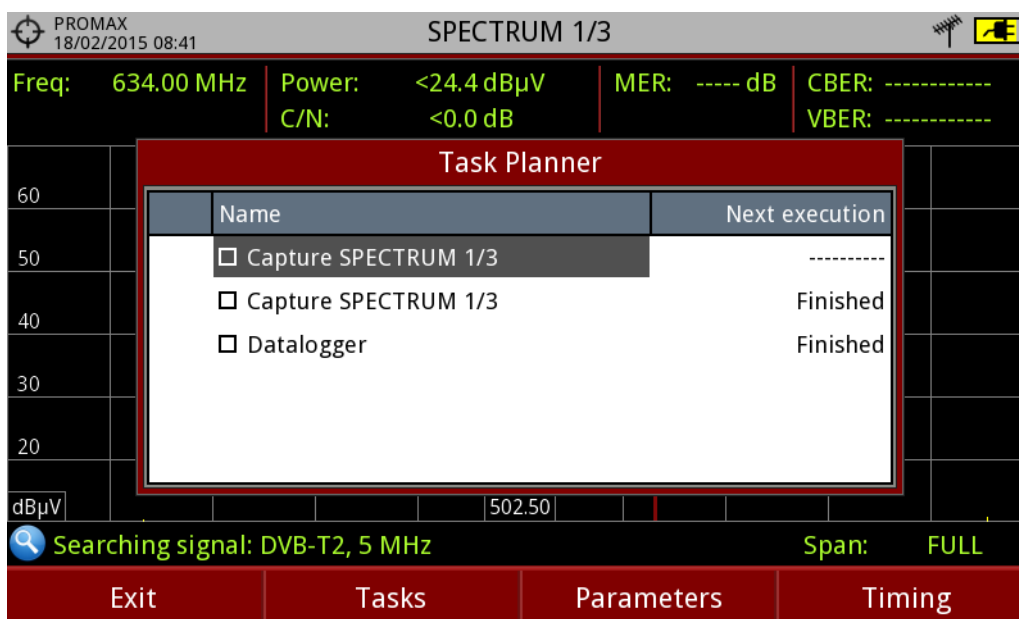 PROMAX
18/02/2015 08:41
SPECTRUM 1/3
Freq: 634.00 MHz Power: <24.4 dBµV MER: ----- dB CBER: ------------
C/N: <0.0 dB VBER: ------------
Task Planner
Name Next execution
Capture SPECTRUM 1/3 ----------
Capture SPECTRUM 1/3 Finished
Datalogger Finished
60
50
40
30
20
dBµV 502.50
Searching signal: DVB-T2, 5 MHz Span: FULL
Exit Tasks Parameters Timing